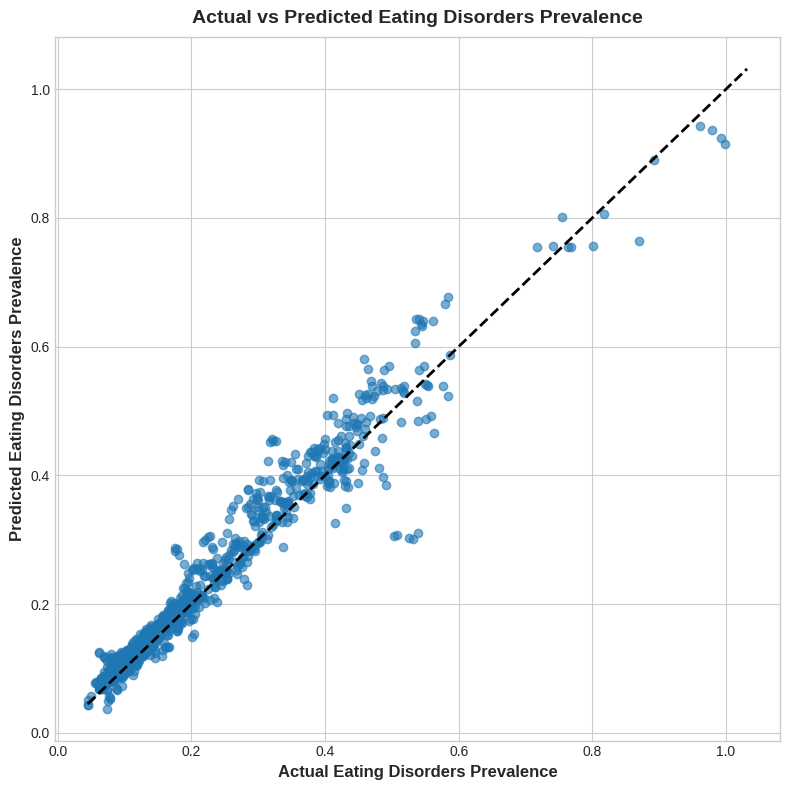 Actual vs Predicted Eating Disorders Prevalence
Predicted Eating Disorders Prevalence
1.0
0.8
0.6
0.4
0.2
0.0
0.0 0.2 0.4 0.6 0.8 1.0
Actual Eating Disorders Prevalence